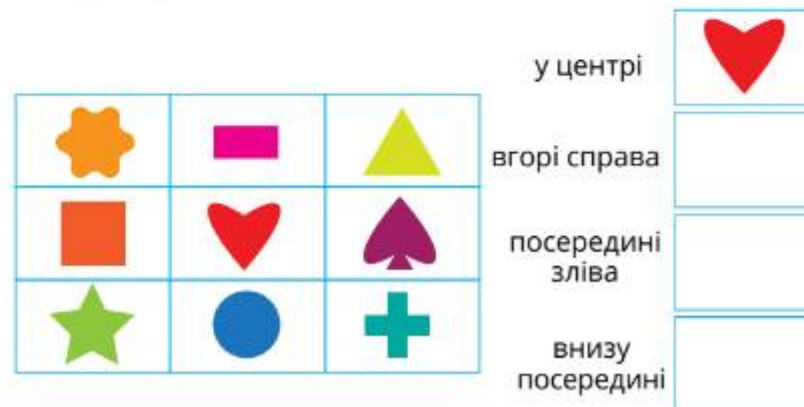 у центрі
вгорі справа
посередині
зліва
внизу
посередині